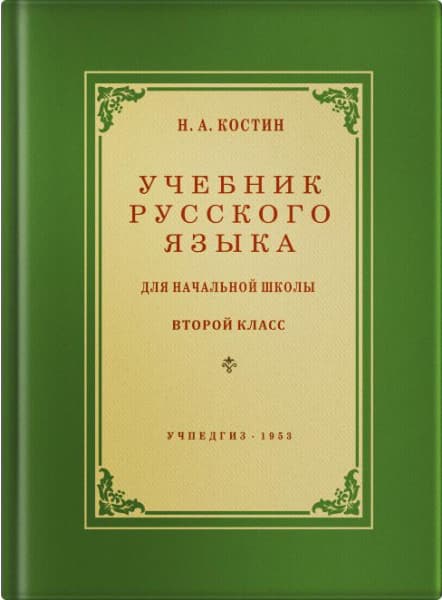 Н. А. КОСТИН
УЧЕБНИК
РУССКОГО
ЯЗЫКА
ДЛЯ НАЧАЛЬНОЙ ШКОЛЫ
ВТОРОЙ КЛАСС
УЧПЕДГИЗ · 1953